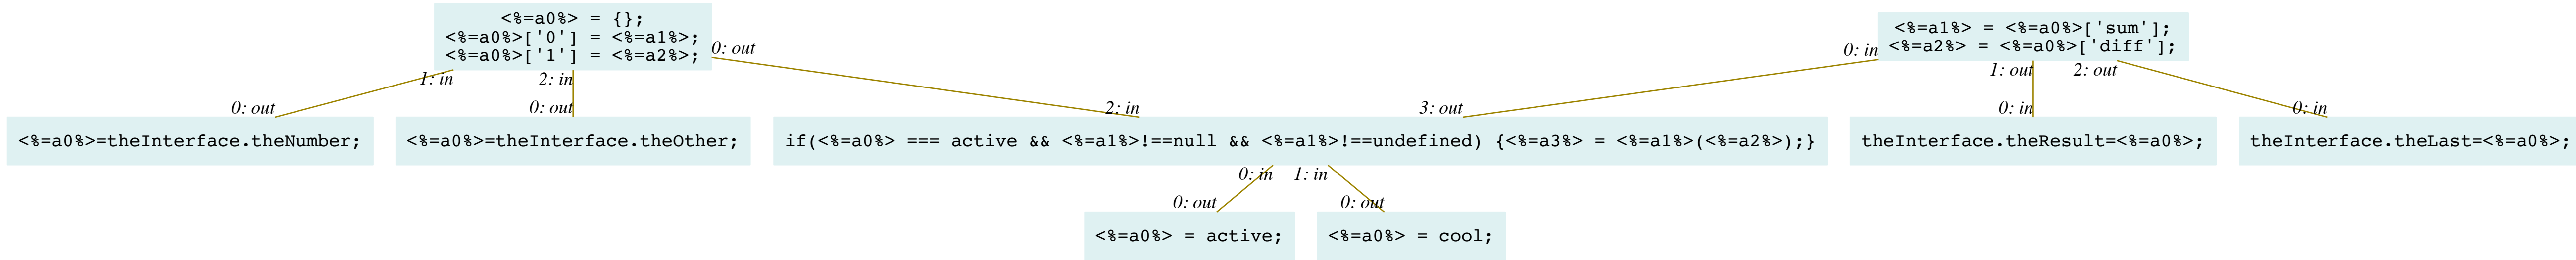 <%=a0%> = {};
<%=a0%>['0'] = <%=a1%>;
<%=a0%>['1'] = <%=a2%>;
0: out
1: in
2: in
<%=a1%> = <%=a0%>['sum'];
<%=a2%> = <%=a0%>['diff'];
0: in
1: out
2: out
0: out
0: out
2: in
3: out
0: in
0: in
<%=a0%>=theInterface.theNumber;
<%=a0%>=theInterface.theOther;
if(<%=a0%> === active && <%=a1%>!==null && <%=a1%>!==undefined) {<%=a3%> = <%=a1%>(<%=a2%>);}
theInterface.theResult=<%=a0%>;
theInterface.theLast=<%=a0%>;
0: in
1: in
0: out
0: out
<%=a0%> = active;
<%=a0%> = cool;